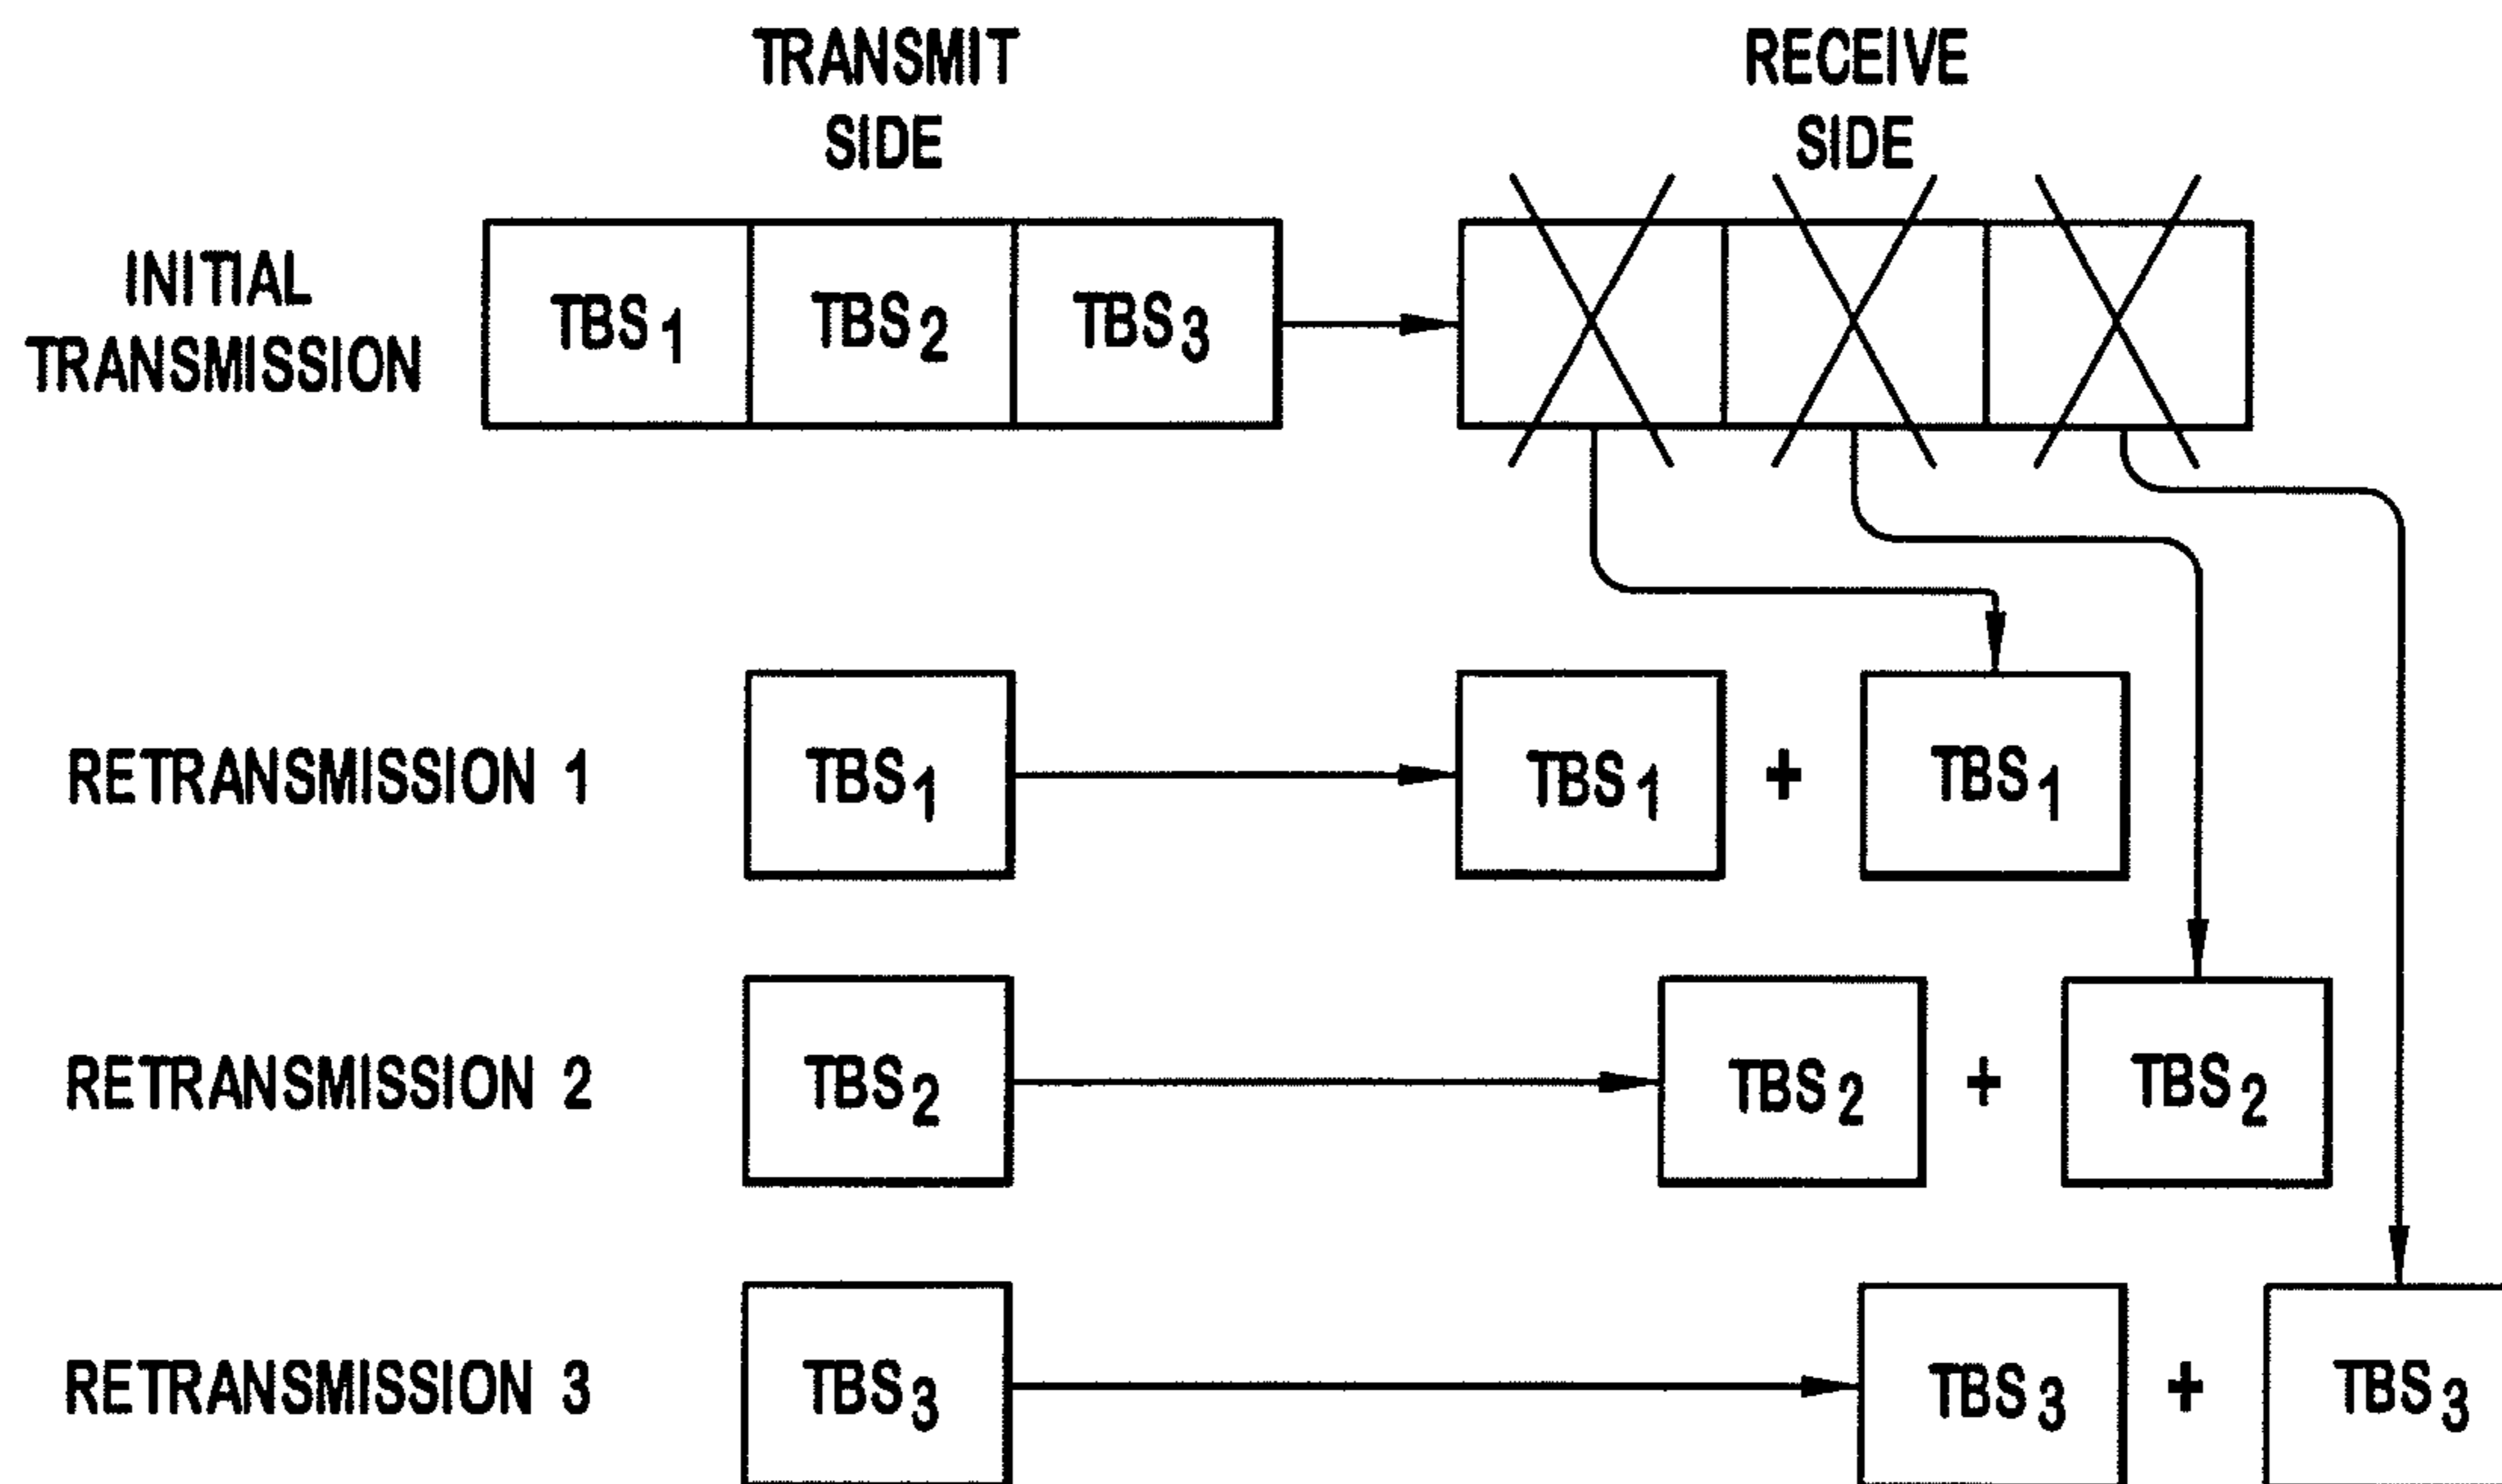 TRANSMIT
SIDE
RECEIVE
SIDE
INITIAL
TRANSMISSION
TBS1 TBS2 TBS3
RETRANSMISSION 1 TBS1 TBS1 + TBS1
RETRANSMISSION 2 TBS2 TBS2 + TBS2
RETRANSMISSION 3 TBS3 TBS3 + TBS3